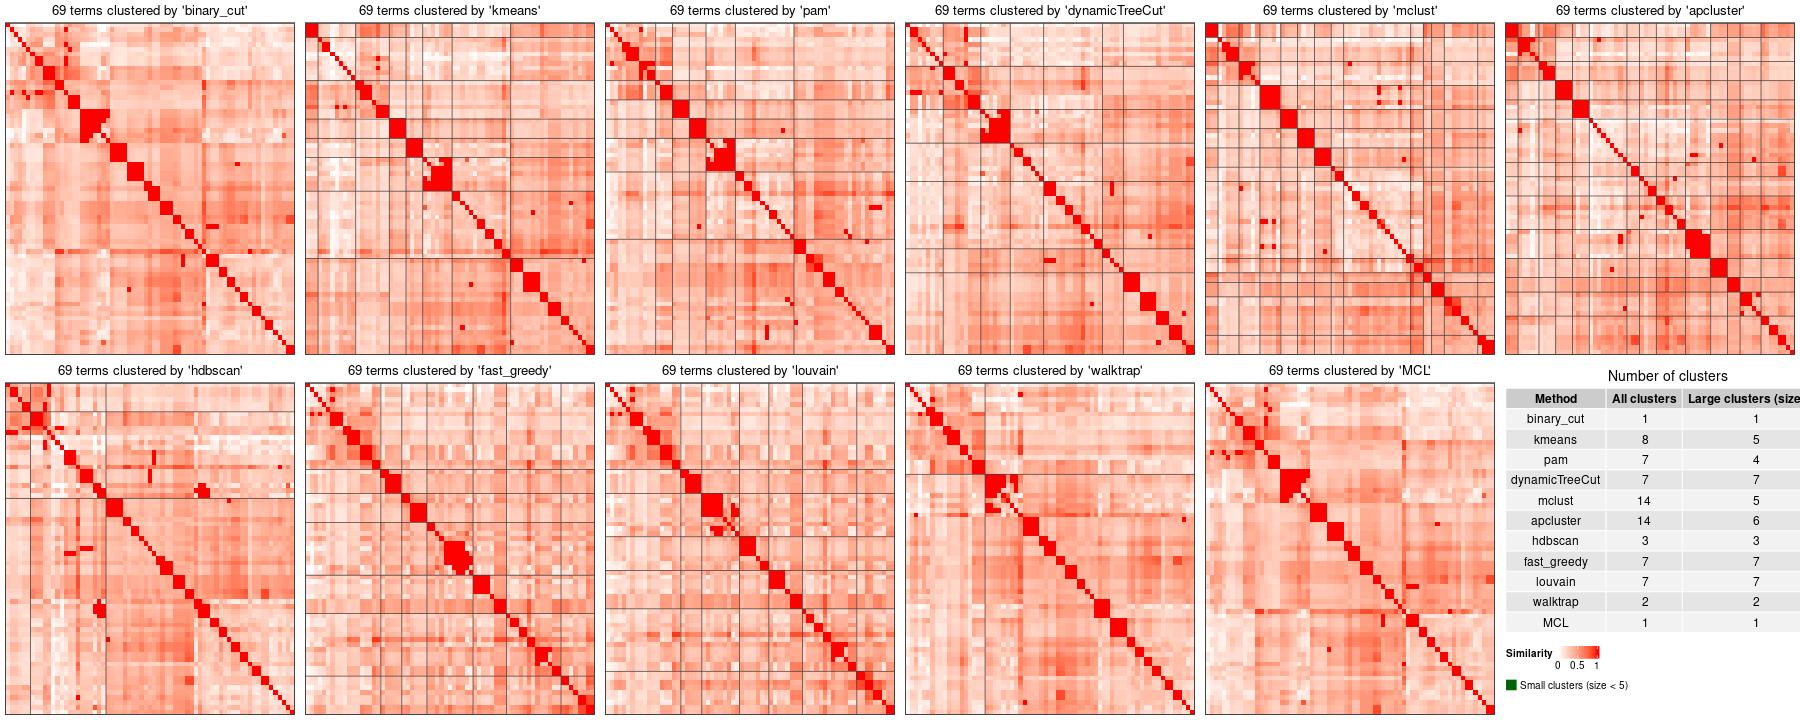 69 terms clustered by 'binary_cut'
69 terms clustered by 'kmeans'
69 terms clustered by 'pam'
69 terms clustered by 'dynamicTreeCut'
69 terms clustered by 'mclust'
69 terms clustered by 'apcluster'
69 terms clustered by 'hdbscan'
69 terms clustered by 'fast_greedy'
69 terms clustered by 'louvain'
69 terms clustered by 'walktrap'
69 terms clustered by 'MCL'
Number of clusters
Method All clusters Large clusters (size
binary_cut 1 1
kmeans 8 5
pam 7 4
dynamicTreeCut 7 7
mclust 14 5
apcluster 14 6
hdbscan 3 3
fast_greedy 7 7
louvain 7 7
walktrap 2 2
MCL 1 1
Similarity
0 0.5 1
Small clusters (size < 5)